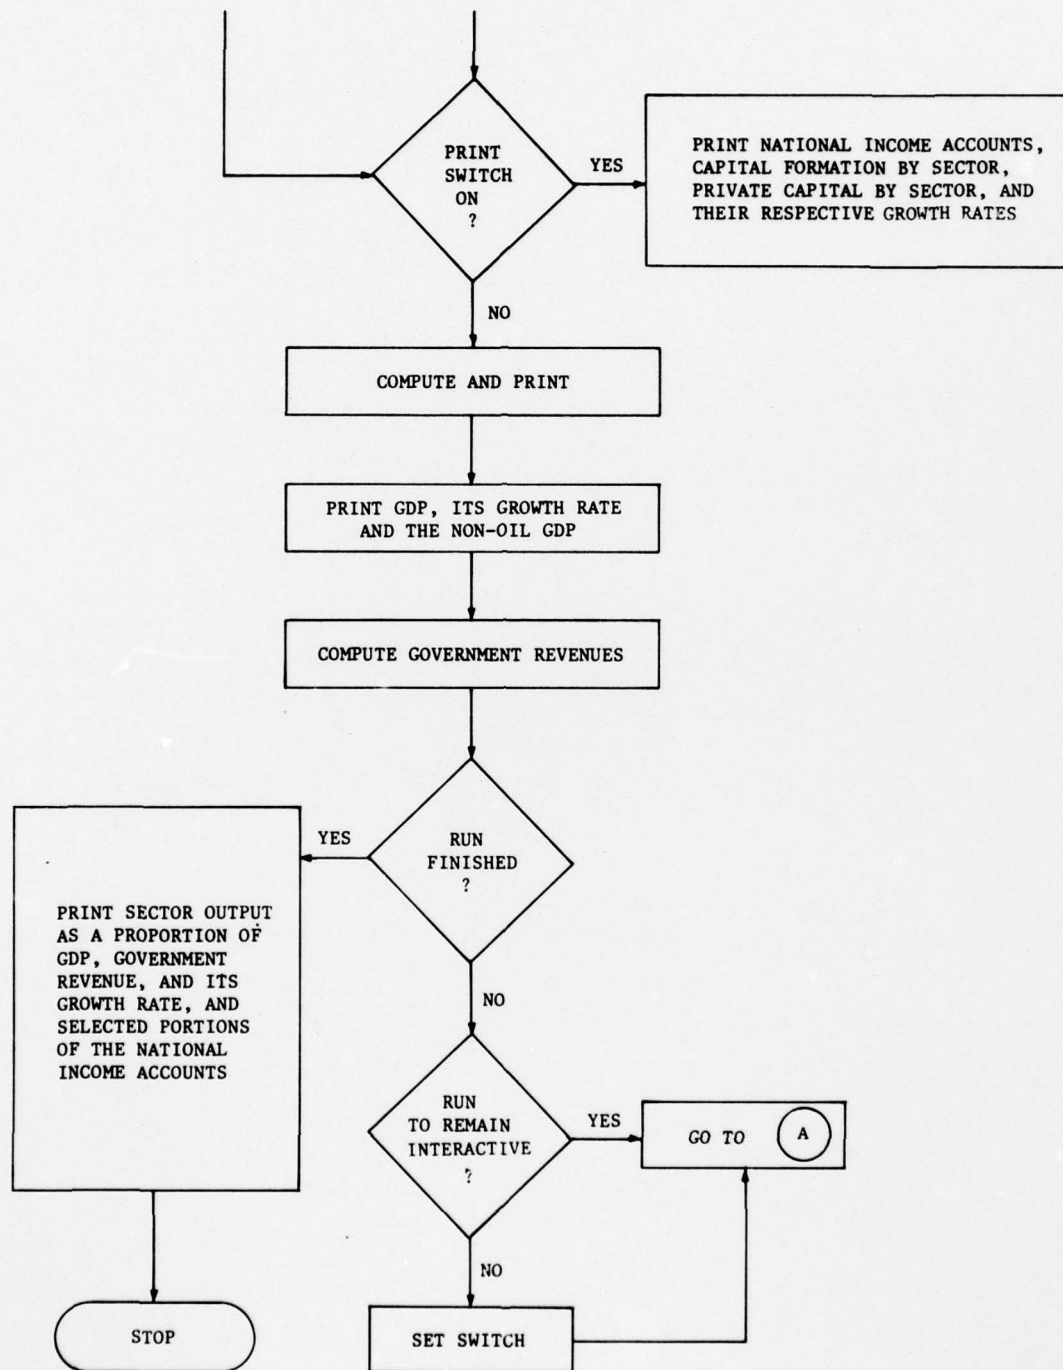 PRINT
SWITCH
ON
?
YES
PRINT NATIONAL INCOME ACCOUNTS,
CAPITAL FORMATION BY SECTOR,
PRIVATE CAPITAL BY SECTOR, AND
THEIR RESPECTIVE GROWTH RATES
NO
COMPUTE AND PRINT
PRINT GDP, ITS GROWTH RATE
AND THE NON-OIL GDP
COMPUTE GOVERNMENT REVENUES
RUN
FINISHED
?
YES
PRINT SECTOR OUTPUT
AS A PROPORTION OF
GDP, GOVERNMENT
REVENUE, AND ITS
GROWTH RATE, AND
SELECTED PORTIONS
OF THE NATIONAL
INCOME ACCOUNTS
NO
RUN
TO REMAIN
INTERACTIVE
?
YES
GO TO A
NO
STOP
SET SWITCH